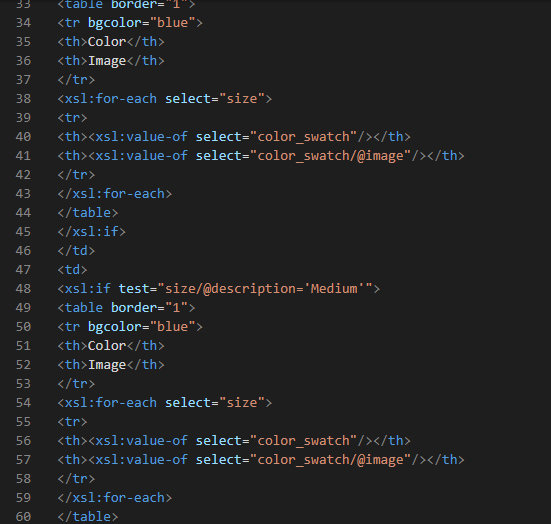 33 <table border="1">
34 <tr bgcolor="blue">
35 <th>Color</th>
36 <th>Image</th>
37 </tr>
38 <xsl:for-each select="size">
39 <tr>
40 <th><xsl:value-of select="color_swatch"/></th>
41 <th><xsl:value-of select="color_swatch/@image"/></th>
42 </tr>
43 </xsl:for-each>
44 </table>
45 </xsl:if>
46 </td>
47 <td>
48 <xsl:if test="size/@description='Medium'">
49 <table border="1">
50 <tr bgcolor="blue">
51 <th>Color</th>
52 <th>Image</th>
53 </tr>
54 <xsl:for-each select="size">
55 <tr>
56 <th><xsl:value-of select="color_swatch"/></th>
57 <th><xsl:value-of select="color_swatch/@image"/></th>
58 </tr>
59 </xsl:for-each>
60 </table>